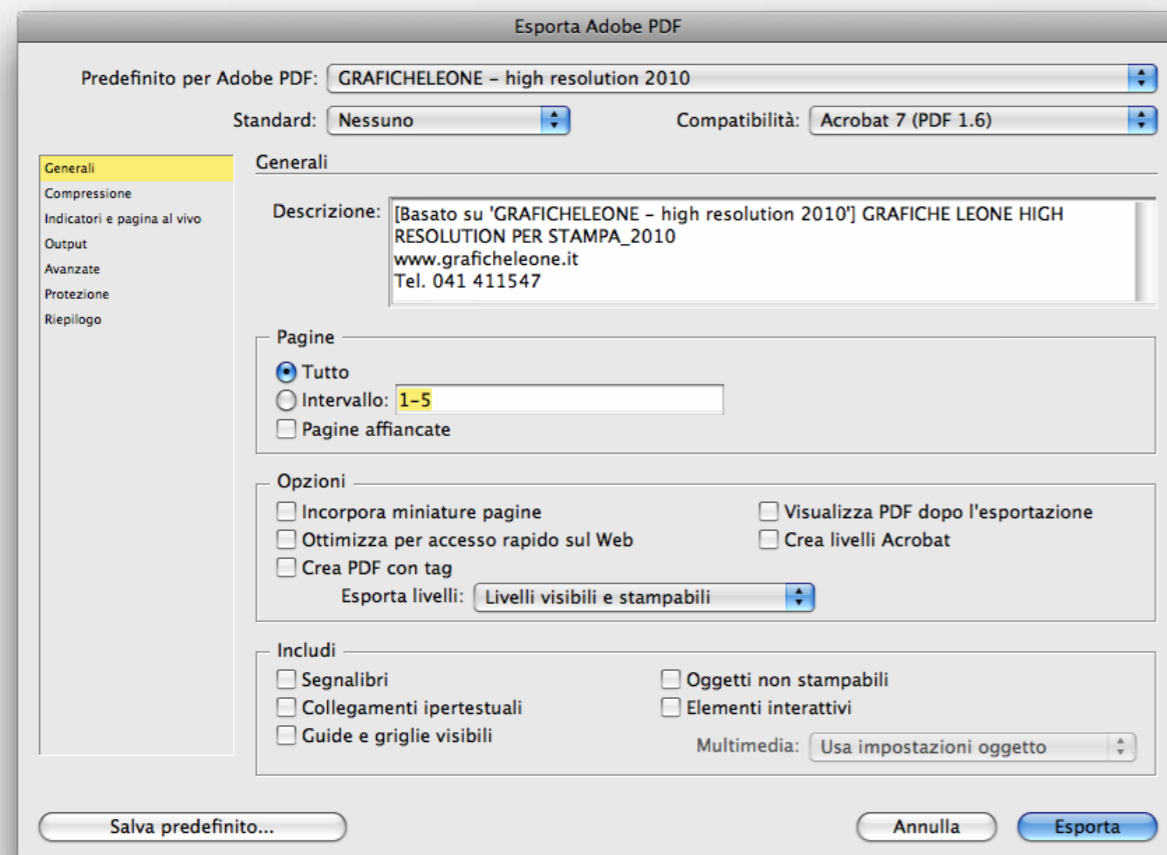 Esporta Adobe PDF
Predefinito per Adobe PDF: GRAFICHELEONE – high resolution 2010
Standard: Nessuno Compatibilità: Acrobat 7 (PDF 1.6)
Generali
Compressione
Indicatori e pagina al vivo
Output
Avanzate
Protezione
Riepilogo
Generali
Descrizione: [Basato su 'GRAFICHELEONE – high resolution 2010'] GRAFICHE LEONE HIGH
RESOLUTION PER STAMPA_2010
www.graficheleone.it
Tel. 041 411547
Pagine
Tutto
Intervallo: 1–5
Pagine affiancate
Opzioni
Incorpora miniature pagine Visualizza PDF dopo l'esportazione
Ottimizza per accesso rapido sul Web Crea livelli Acrobat
Crea PDF con tag
Esporta livelli: Livelli visibili e stampabili
Includi
Segnalibri Oggetti non stampabili
Collegamenti ipertestuali Elementi interattivi
Guide e griglie visibili
Multimedia: Usa impostazioni oggetto
Salva predefinito... Annulla Esporta